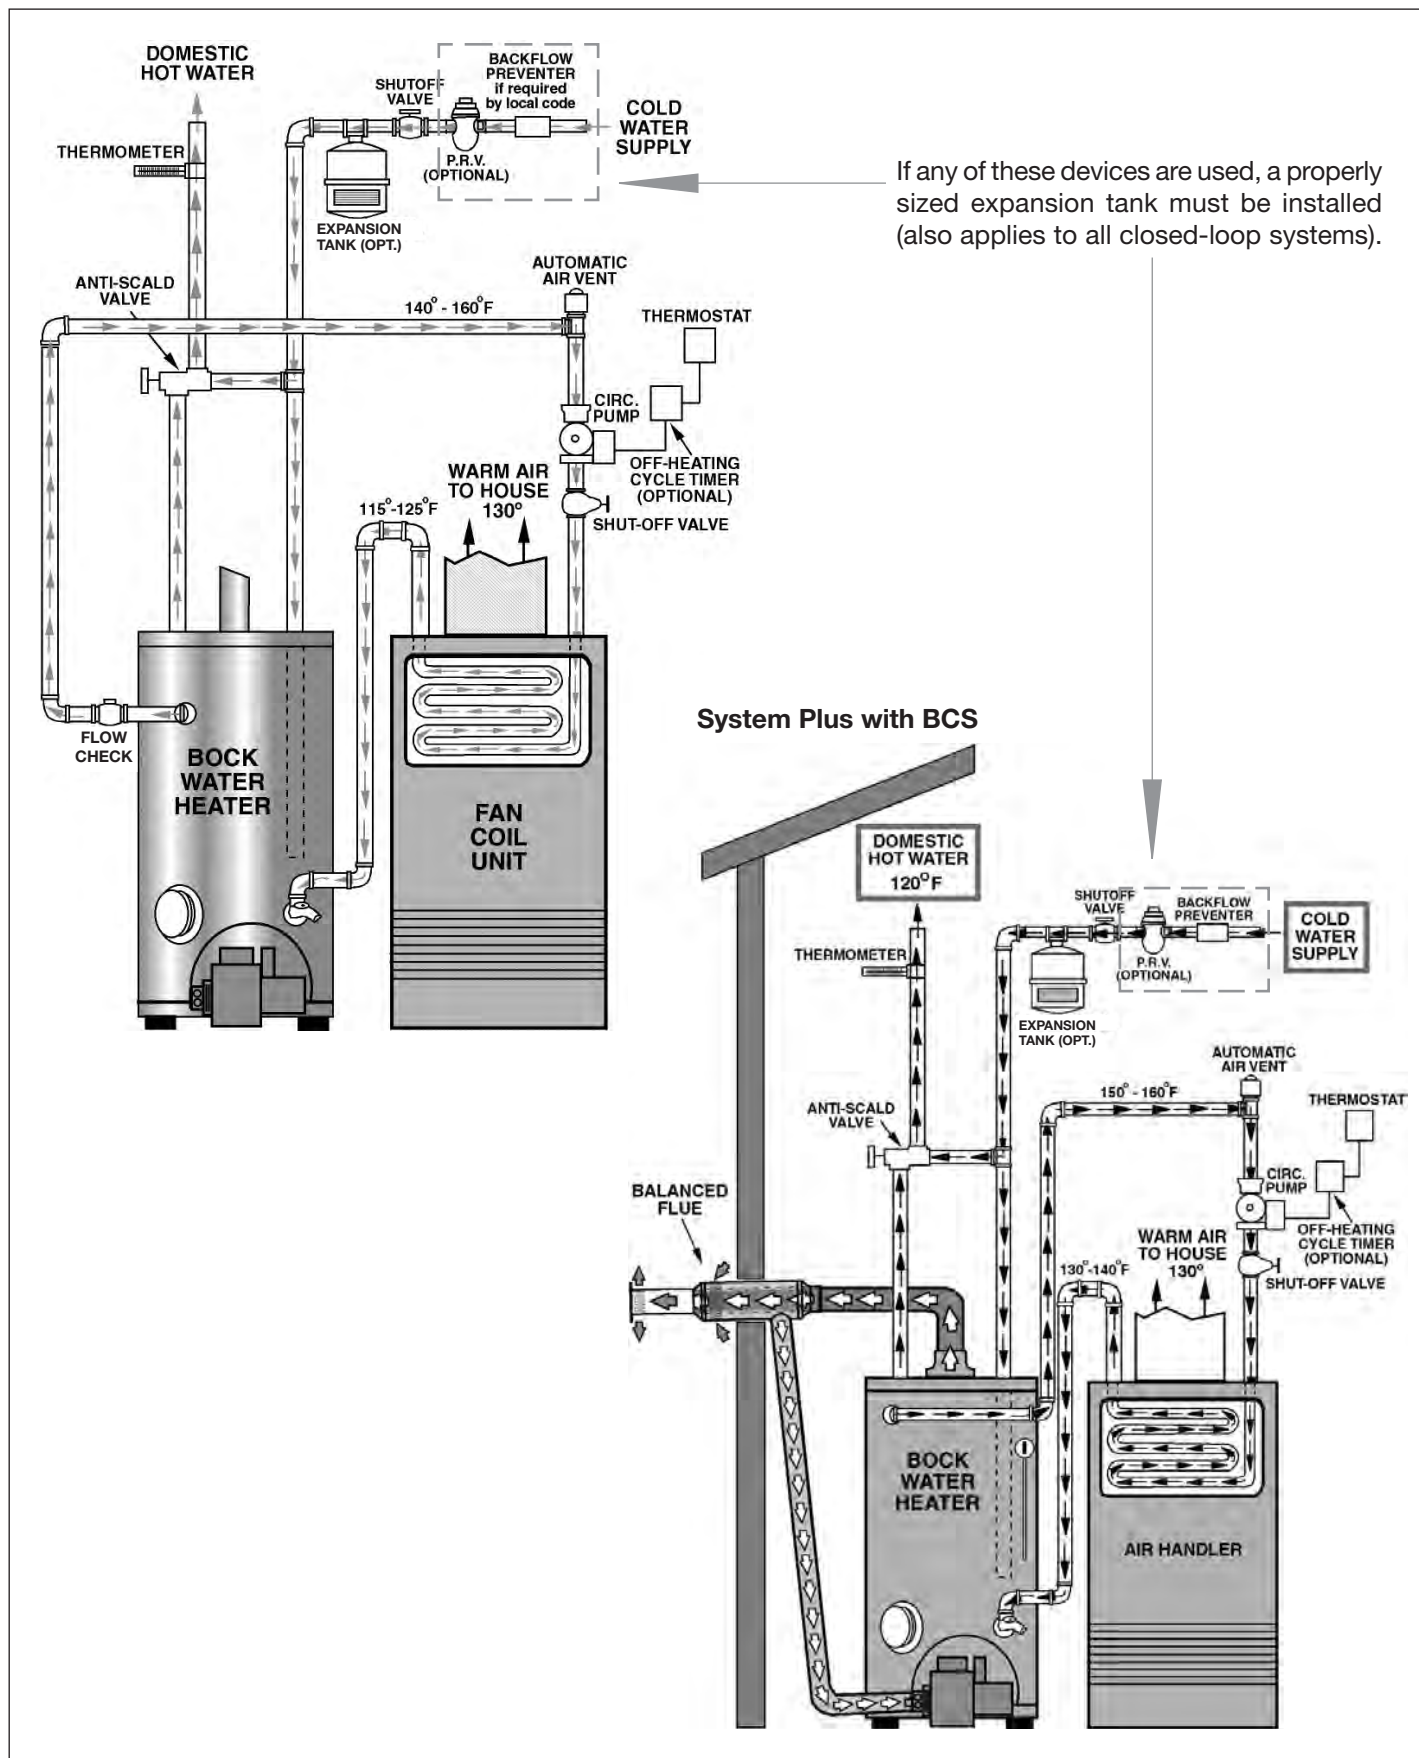 DOMESTIC
HOT WATER
THERMOMETER
SHUTOFF
VALVE
BACKFLOW
PREVENTER
if required
by local code
COLD
WATER
SUPPLY
P.R.V.
(OPTIONAL)
EXPANSION
TANK (OPT.)
If any of these devices are used, a properly
sized expansion tank must be installed
(also applies to all closed-loop systems).
ANTI-SCALD
VALVE
140° - 160°F
AUTOMATIC
AIR VENT
THERMOSTAT
CIRC.
PUMP
OFF-HEATING
CYCLE TIMER
(OPTIONAL)
SHUT-OFF VALVE
WARM AIR
TO HOUSE
130°
115°-125°F
FLOW
CHECK
BOCK
WATER
HEATER
FAN
COIL
UNIT
System Plus with BCS
DOMESTIC
HOT WATER
120°F
THERMOMETER
SHUTOFF
VALVE
BACKFLOW
PREVENTER
COLD
WATER
SUPPLY
P.R.V.
(OPTIONAL)
EXPANSION
TANK (OPT.)
ANTI-SCALD
VALVE
150° - 160°F
AUTOMATIC
AIR VENT
THERMOSTAT
CIRC.
PUMP
OFF-HEATING
CYCLE TIMER
(OPTIONAL)
SHUT-OFF VALVE
BALANCED
FLUE
WARM AIR
TO HOUSE
130°
130°-140°F
BOCK
WATER
HEATER
AIR HANDLER